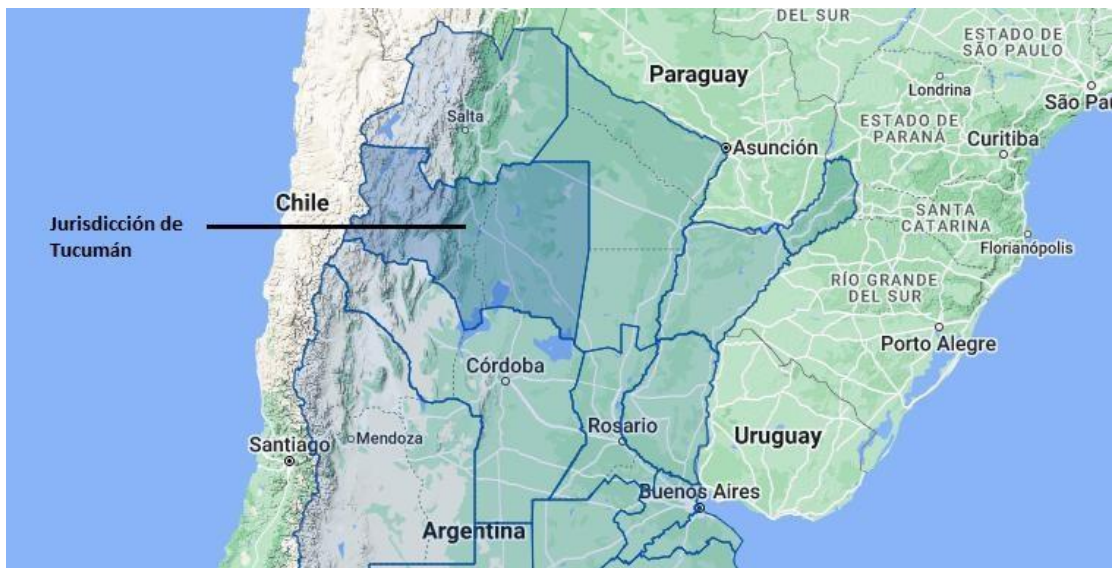 DEL SUR
ESTADO DE
SÃO PAULO
Paraguay
Londrina
São Pau
Salta
ESTADO DE
PARANÁ
Asunción
Curitiba
Chile
Jurisdicción de
Tucumán
SANTA
CATARINA
Florianópolis
RÍO GRANDE
DEL SUR
Porto Alegre
Córdoba
Rosario
Uruguay
Santiago
Mendoza
Buenos Aires
Argentina